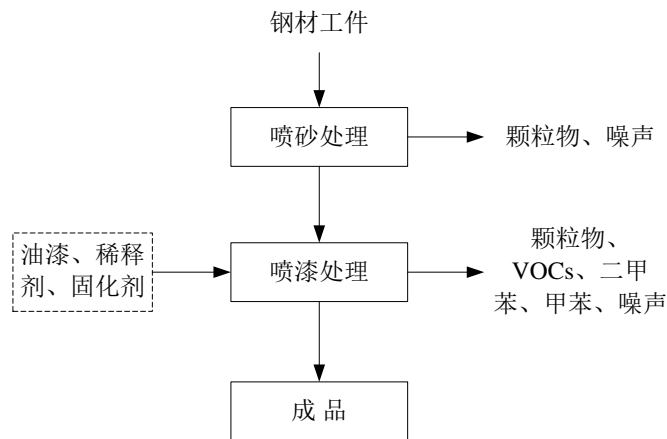 钢材工件
喷砂处理
颗粒物、噪声
油漆、稀释
剂、固化剂
喷漆处理
颗粒物、
VOCs、二甲
苯、甲苯、噪声
成 品